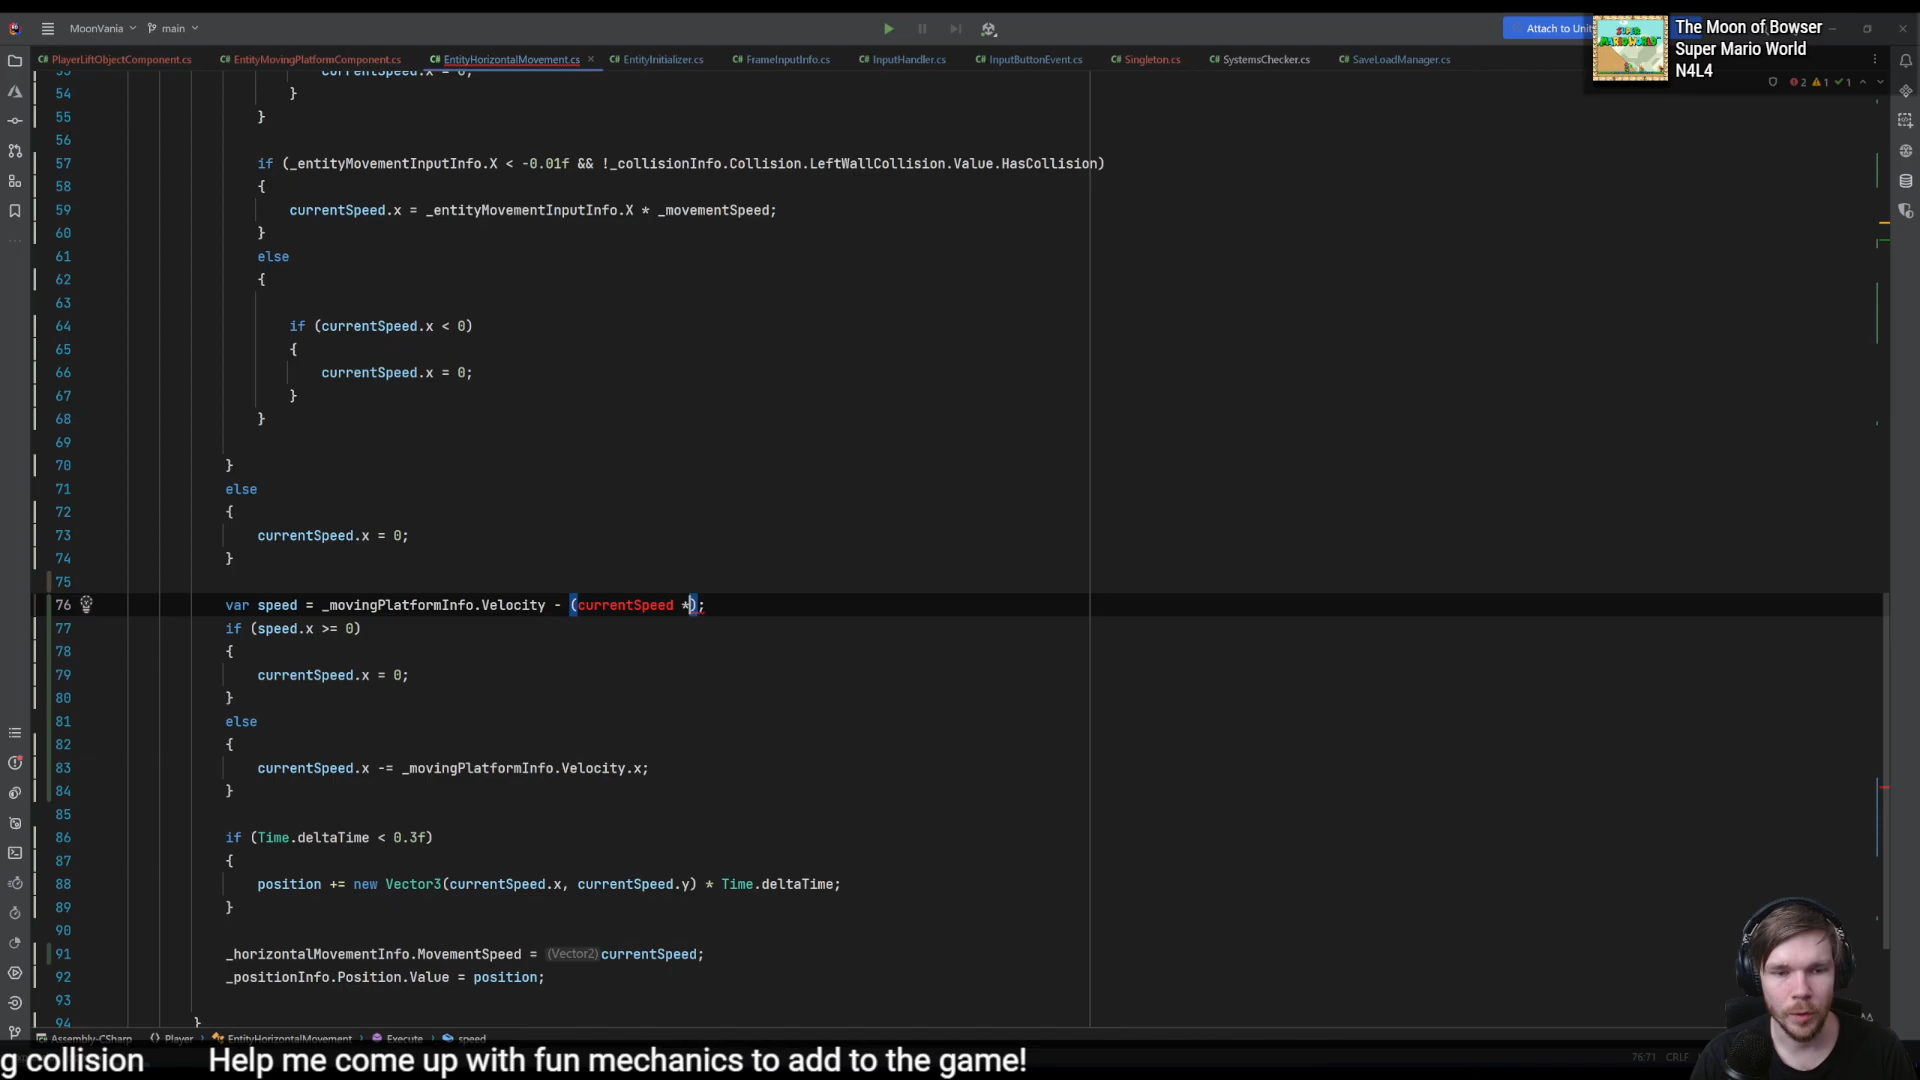 MoonVania
main
Attach to Unit
The Moon of Bowser
Super Mario World
N4L4
PlayerLiftObjectComponent.cs
EntityMovingPlatformComponent.cs
EntityHorizontalMovement.cs
EntityInitializer.cs
FrameInputInfo.cs
InputHandler.cs
InputButtonEvent.cs
Singleton.cs
SystemsChecker.cs
SaveLoadManager.cs
2 1 1
54 }
55 }
56
57 if (_entityMovementInputInfo.X < -0.01f && !_collisionInfo.Collision.LeftWallCollision.Value.HasCollision)
58 {
59 currentSpeed.x = _entityMovementInputInfo.X * _movementSpeed;
60 }
61 else
62 {
63
64 if (currentSpeed.x < 0)
65 {
66 currentSpeed.x = 0;
67 }
68 }
69
70 }
71 else
72 {
73 currentSpeed.x = 0;
74 }
75
76 var speed = _movingPlatformInfo.Velocity - (currentSpeed *);
77 if (speed.x >= 0)
78 {
79 currentSpeed.x = 0;
80 }
81 else
82 {
83 currentSpeed.x -= _movingPlatformInfo.Velocity.x;
84 }
85
86 if (Time.deltaTime < 0.3f)
87 {
88 position += new Vector3(currentSpeed.x, currentSpeed.y) * Time.deltaTime;
89 }
90
91 _horizontalMovementInfo.MovementSpeed = (Vector2)currentSpeed;
92 _positionInfo.Position.Value = position;
93
94 }
Assembly-CSharp
Player
EntityHorizontalMovement
Execute
speed
76:71 CRLF
g collision Help me come up with fun mechanics to add to the game!